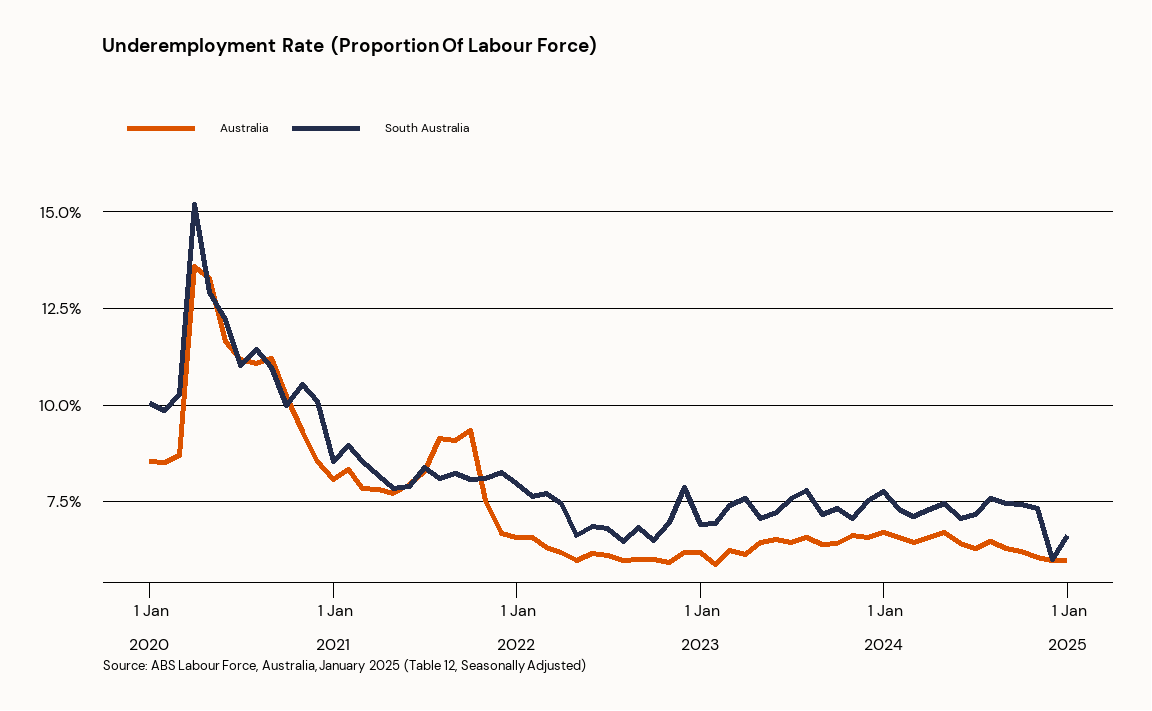 Underemployment Rate (Proportion Of Labour Force)
Australia South Australia
15.0%
12.5%
10.0%
7.5%
1 Jan 1 Jan 1 Jan 1 Jan 1 Jan 1 Jan
2020 2021 2022 2023 2024 2025
Source: ABS Labour Force, Australia, January 2025 (Table 12, Seasonally Adjusted)